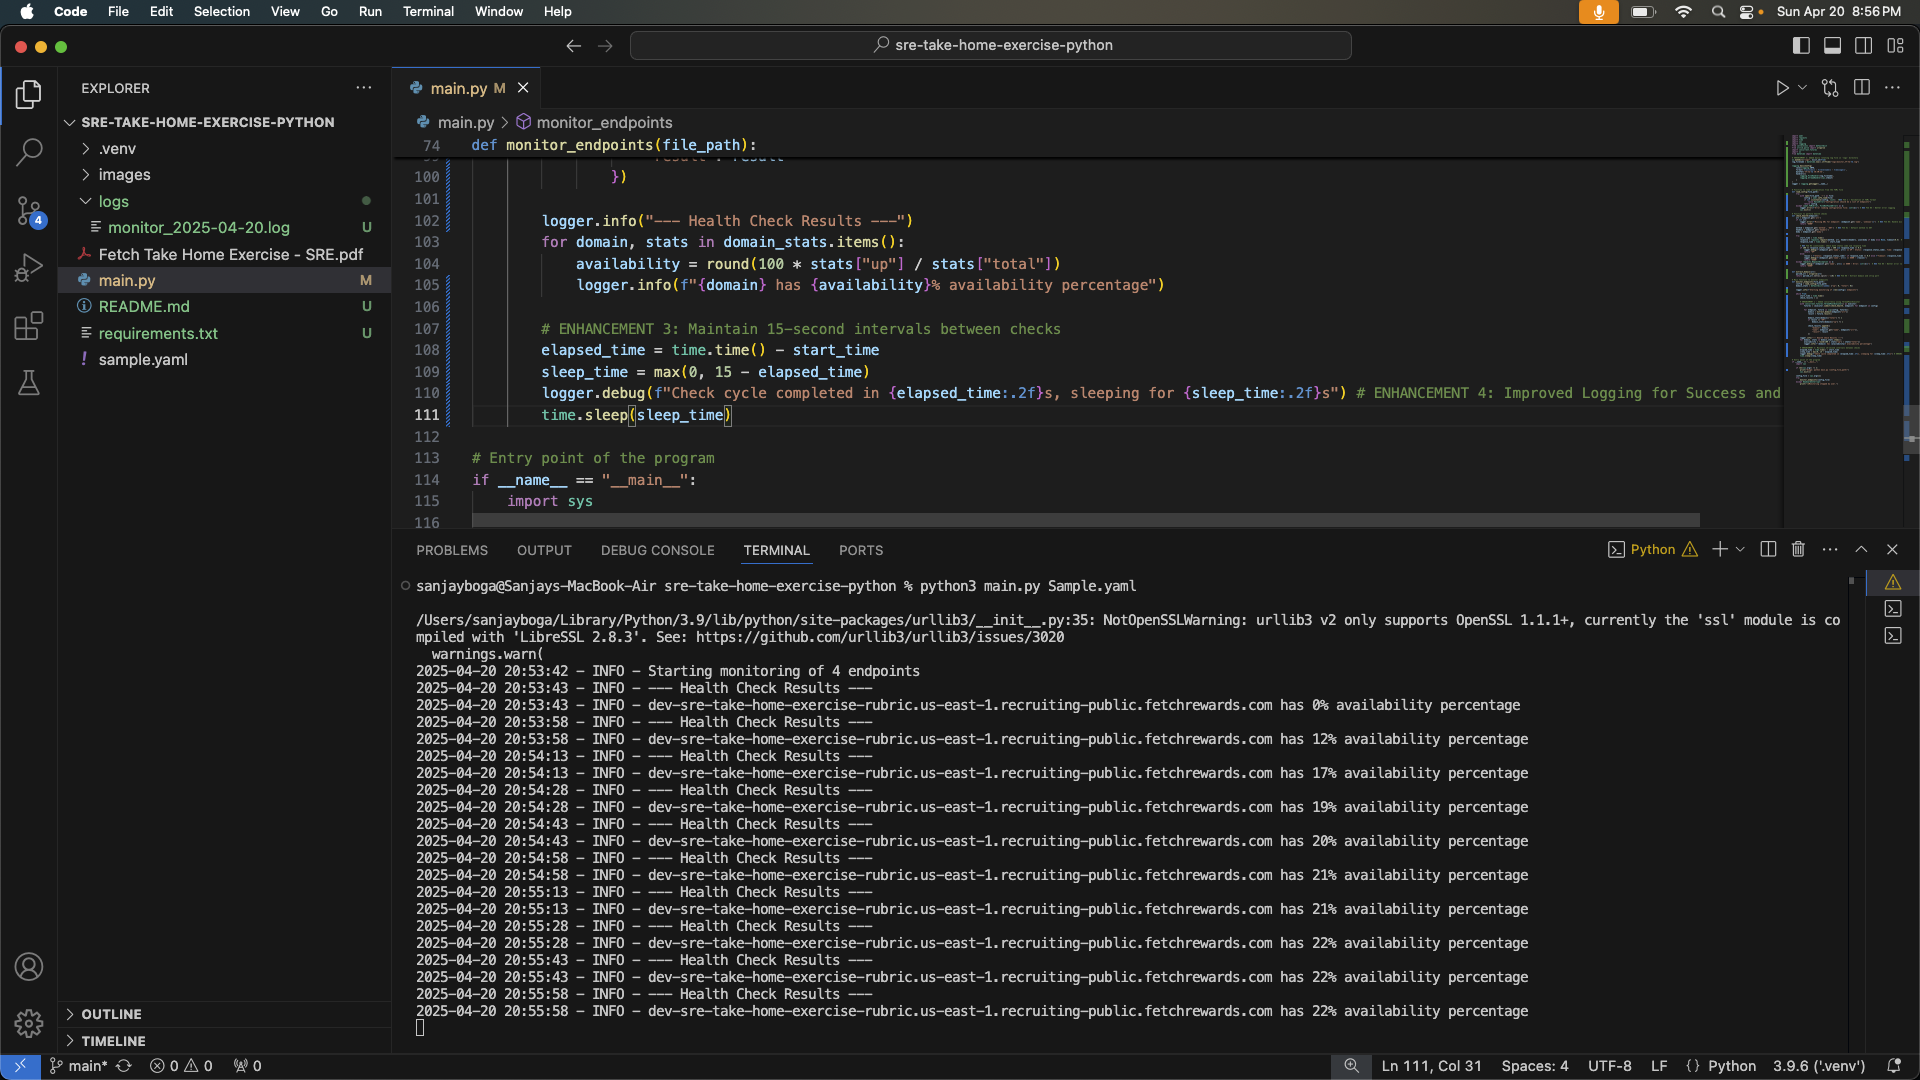 Code File Edit Selection View Go Run Terminal Window Help
Sun Apr 20 8:56 PM
sre-take-home-exercise-python
EXPLORER
SRE-TAKE-HOME-EXERCISE-PYTHON
.venv
images
logs
monitor_2025-04-20.log U
Fetch Take Home Exercise - SRE.pdf
main.py M
README.md U
requirements.txt U
sample.yaml
OUTLINE
TIMELINE
4
main.py M
main.py > monitor_endpoints
74 def monitor_endpoints(file_path):
100 })
101
102 logger.info("--- Health Check Results ---")
103 for domain, stats in domain_stats.items():
104 availability = round(100 * stats["up"] / stats["total"])
105 logger.info(f"{domain} has {availability}% availability percentage")
106
107 # ENHANCEMENT 3: Maintain 15-second intervals between checks
108 elapsed_time = time.time() - start_time
109 sleep_time = max(0, 15 - elapsed_time)
110 logger.debug(f"Check cycle completed in {elapsed_time:.2f}s, sleeping for {sleep_time:.2f}s") # ENHANCEMENT 4: Improved Logging for Success and
111 time.sleep(sleep_time)
112
113 # Entry point of the program
114 if __name__ == "__main__":
115 import sys
116
PROBLEMS OUTPUT DEBUG CONSOLE TERMINAL PORTS
Python
sanjayboga@Sanjays-MacBook-Air sre-take-home-exercise-python % python3 main.py Sample.yaml
/Users/sanjayboga/Library/Python/3.9/lib/python/site-packages/urllib3/__init__.py:35: NotOpenSSLWarning: urllib3 v2 only supports OpenSSL 1.1.1+, currently the 'ssl' module is co
mpiled with 'LibreSSL 2.8.3'. See: https://github.com/urllib3/urllib3/issues/3020
warnings.warn(
2025-04-20 20:53:42 - INFO - Starting monitoring of 4 endpoints
2025-04-20 20:53:43 - INFO - --- Health Check Results ---
2025-04-20 20:53:43 - INFO - dev-sre-take-home-exercise-rubric.us-east-1.recruiting-public.fetchrewards.com has 0% availability percentage
2025-04-20 20:53:58 - INFO - --- Health Check Results ---
2025-04-20 20:53:58 - INFO - dev-sre-take-home-exercise-rubric.us-east-1.recruiting-public.fetchrewards.com has 12% availability percentage
2025-04-20 20:54:13 - INFO - --- Health Check Results ---
2025-04-20 20:54:13 - INFO - dev-sre-take-home-exercise-rubric.us-east-1.recruiting-public.fetchrewards.com has 17% availability percentage
2025-04-20 20:54:28 - INFO - --- Health Check Results ---
2025-04-20 20:54:28 - INFO - dev-sre-take-home-exercise-rubric.us-east-1.recruiting-public.fetchrewards.com has 19% availability percentage
2025-04-20 20:54:43 - INFO - --- Health Check Results ---
2025-04-20 20:54:43 - INFO - dev-sre-take-home-exercise-rubric.us-east-1.recruiting-public.fetchrewards.com has 20% availability percentage
2025-04-20 20:54:58 - INFO - --- Health Check Results ---
2025-04-20 20:54:58 - INFO - dev-sre-take-home-exercise-rubric.us-east-1.recruiting-public.fetchrewards.com has 21% availability percentage
2025-04-20 20:55:13 - INFO - --- Health Check Results ---
2025-04-20 20:55:13 - INFO - dev-sre-take-home-exercise-rubric.us-east-1.recruiting-public.fetchrewards.com has 21% availability percentage
2025-04-20 20:55:28 - INFO - --- Health Check Results ---
2025-04-20 20:55:28 - INFO - dev-sre-take-home-exercise-rubric.us-east-1.recruiting-public.fetchrewards.com has 22% availability percentage
2025-04-20 20:55:43 - INFO - --- Health Check Results ---
2025-04-20 20:55:43 - INFO - dev-sre-take-home-exercise-rubric.us-east-1.recruiting-public.fetchrewards.com has 22% availability percentage
2025-04-20 20:55:58 - INFO - --- Health Check Results ---
2025-04-20 20:55:58 - INFO - dev-sre-take-home-exercise-rubric.us-east-1.recruiting-public.fetchrewards.com has 22% availability percentage
main* 0 0 0
Ln 111, Col 31 Spaces: 4 UTF-8 LF {} Python 3.9.6 ('.venv')